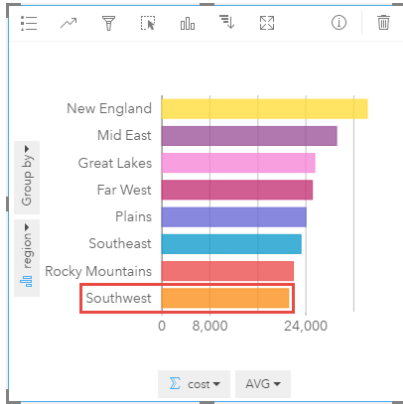 New England
Mid East
Great Lakes
Far West
Plains
Southeast
Rocky Mountains
Southwest
Group by
region
0 8,000 24,000
Σ cost AVG